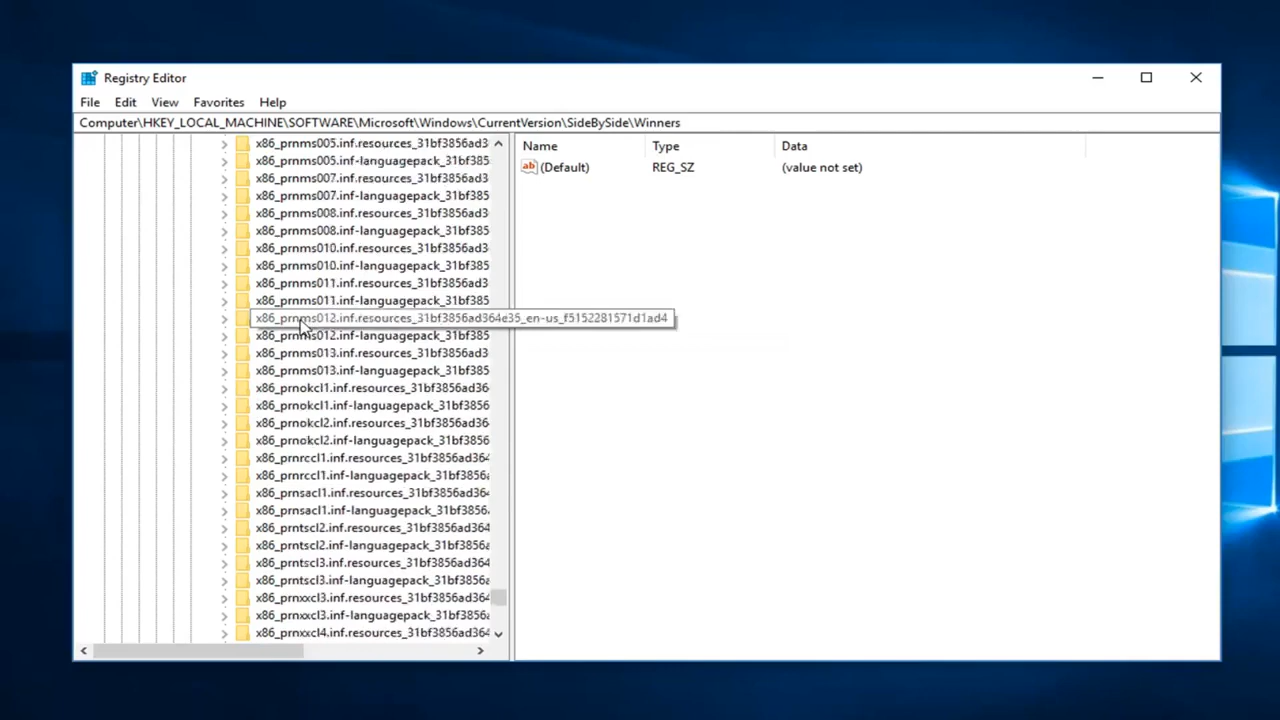 Registry Editor
File Edit View Favorites Help
Computer\HKEY_LOCAL_MACHINE\SOFTWARE\Microsoft\Windows\CurrentVersion\SideBySide\Winners
Name Type Data
(Default) REG_SZ (value not set)
x86_prnms005.inf.resources_31bf3856ad3
x86_prnms005.inf-languagepack_31bf385
x86_prnms007.inf.resources_31bf3856ad3
x86_prnms007.inf-languagepack_31bf385
x86_prnms008.inf.resources_31bf3856ad3
x86_prnms008.inf-languagepack_31bf385
x86_prnms010.inf.resources_31bf3856ad3
x86_prnms010.inf-languagepack_31bf385
x86_prnms011.inf.resources_31bf3856ad3
x86_prnms011.inf-languagepack_31bf385
x86_prnms012.inf.resources_31bf3856ad364e35_en-us_f5152281571d1ad4
x86_prnms012.inf-languagepack_31bf385
x86_prnms013.inf.resources_31bf3856ad3
x86_prnms013.inf-languagepack_31bf385
x86_prnokcl1.inf.resources_31bf3856ad36
x86_prnokcl1.inf-languagepack_31bf3856
x86_prnokcl2.inf.resources_31bf3856ad36
x86_prnokcl2.inf-languagepack_31bf3856
x86_prnrccl1.inf.resources_31bf3856ad364
x86_prnrccl1.inf-languagepack_31bf3856a
x86_prnsacl1.inf.resources_31bf3856ad364
x86_prnsacl1.inf-languagepack_31bf3856a
x86_prntscl2.inf.resources_31bf3856ad364
x86_prntscl2.inf-languagepack_31bf3856a
x86_prntscl3.inf.resources_31bf3856ad364
x86_prntscl3.inf-languagepack_31bf3856a
x86_prnxxcl3.inf.resources_31bf3856ad364
x86_prnxxcl3.inf-languagepack_31bf3856a
x86_prnxxcl4.inf.resources_31bf3856ad364